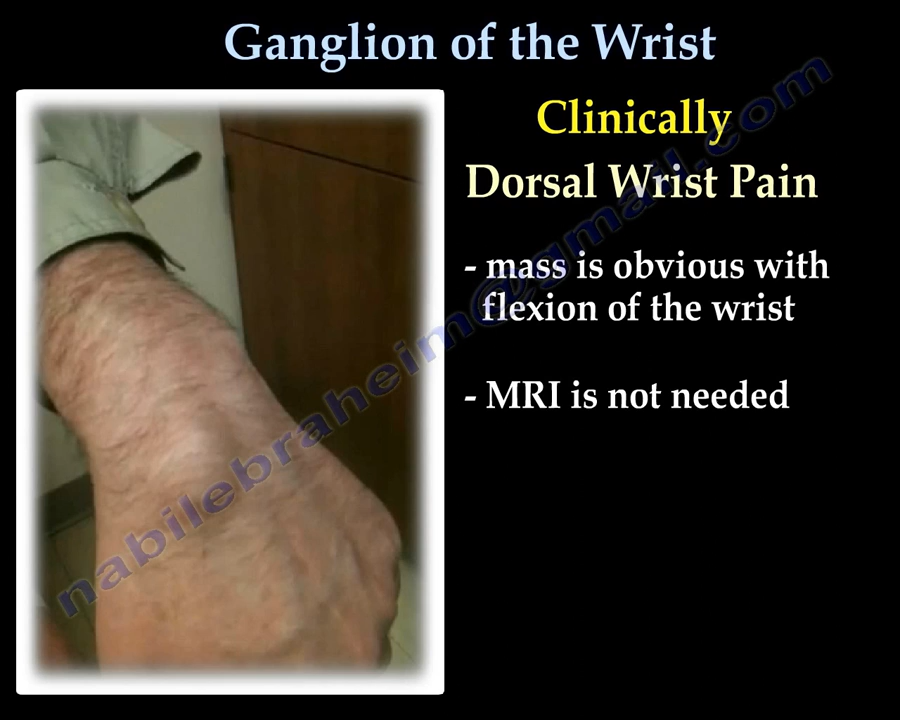 Ganglion of the Wrist
Clinically
Dorsal Wrist Pain
- mass is obvious with
flexion of the wrist
- MRI is not needed
nabilebraheim@gmail.com